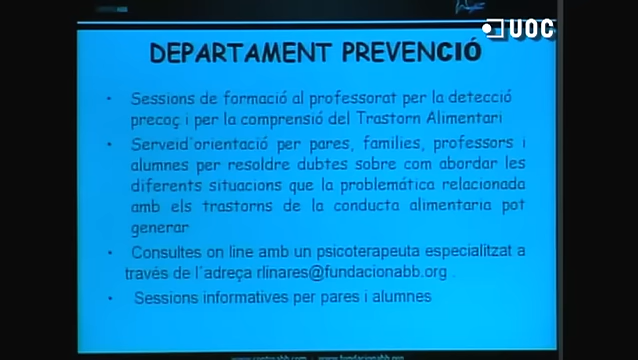 UOC
DEPARTAMENT PREVENCIÓ
• Sessions de formació al professorat per la detecció
precoç i per la comprensió del Trastorn Alimentari
• Serveid'orientació per pares, families, professors i
alumnes per resoldre dubtes sobre com abordar les
diferents situacions que la problemática relacionada
amb els trastorns de la conducta alimentaria pot
generar
• Consultes on line amb un psicoterapeuta especialitzat a
través de l'adreça rlinares@fundacionabb.org .
• Sessions informatives per pares i alumnes